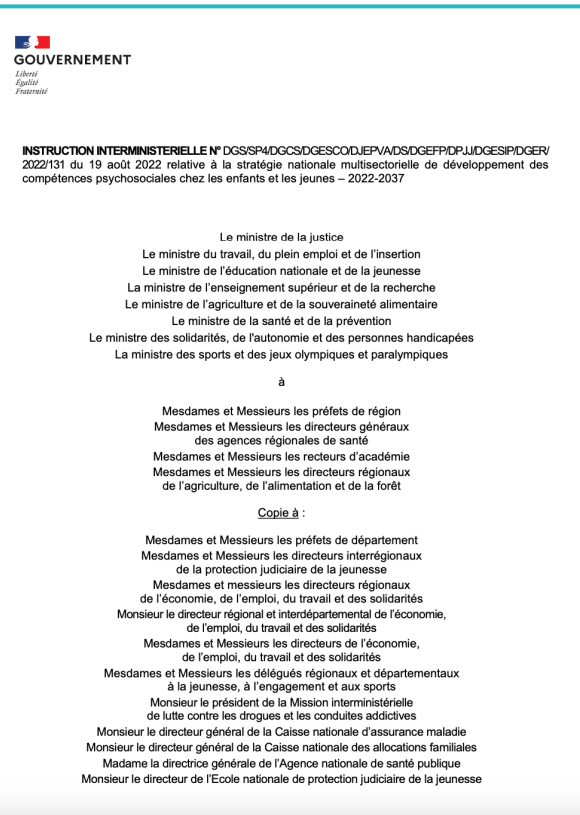 GOUVERNEMENT
Liberté
Égalité
Fraternité
INSTRUCTION INTERMINISTERIELLE N° DGS/SP4/DGCS/DGESCO/DJEPVA/DS/DGEFP/DPJJ/DGESIP/DGER/
2022/131 du 19 août 2022 relative à la stratégie nationale multisectorielle de développement des
compétences psychosociales chez les enfants et les jeunes – 2022-2037
Le ministre de la justice
Le ministre du travail, du plein emploi et de l'insertion
Le ministre de l'éducation nationale et de la jeunesse
La ministre de l'enseignement supérieur et de la recherche
Le ministre de l'agriculture et de la souveraineté alimentaire
Le ministre de la santé et de la prévention
Le ministre des solidarités, de l'autonomie et des personnes handicapées
La ministre des sports et des jeux olympiques et paralympiques
à
Mesdames et Messieurs les préfets de région
Mesdames et Messieurs les directeurs généraux
des agences régionales de santé
Mesdames et Messieurs les recteurs d'académie
Mesdames et Messieurs les directeurs régionaux
de l'agriculture, de l'alimentation et de la forêt
Copie à :
Mesdames et Messieurs les préfets de département
Mesdames et Messieurs les directeurs interrégionaux
de la protection judiciaire de la jeunesse
Mesdames et messieurs les directeurs régionaux
de l'économie, de l'emploi, du travail et des solidarités
Monsieur le directeur régional et interdépartemental de l'économie,
de l'emploi, du travail et des solidarités
Mesdames et Messieurs les directeurs de l'économie,
de l'emploi, du travail et des solidarités
Mesdames et Messieurs les délégués régionaux et départementaux
à la jeunesse, à l'engagement et aux sports
Monsieur le président de la Mission interministérielle
de lutte contre les drogues et les conduites addictives
Monsieur le directeur général de la Caisse nationale d'assurance maladie
Monsieur le directeur général de la Caisse nationale des allocations familiales
Madame la directrice générale de l'Agence nationale de santé publique
Monsieur le directeur de l'Ecole nationale de protection judiciaire de la jeunesse